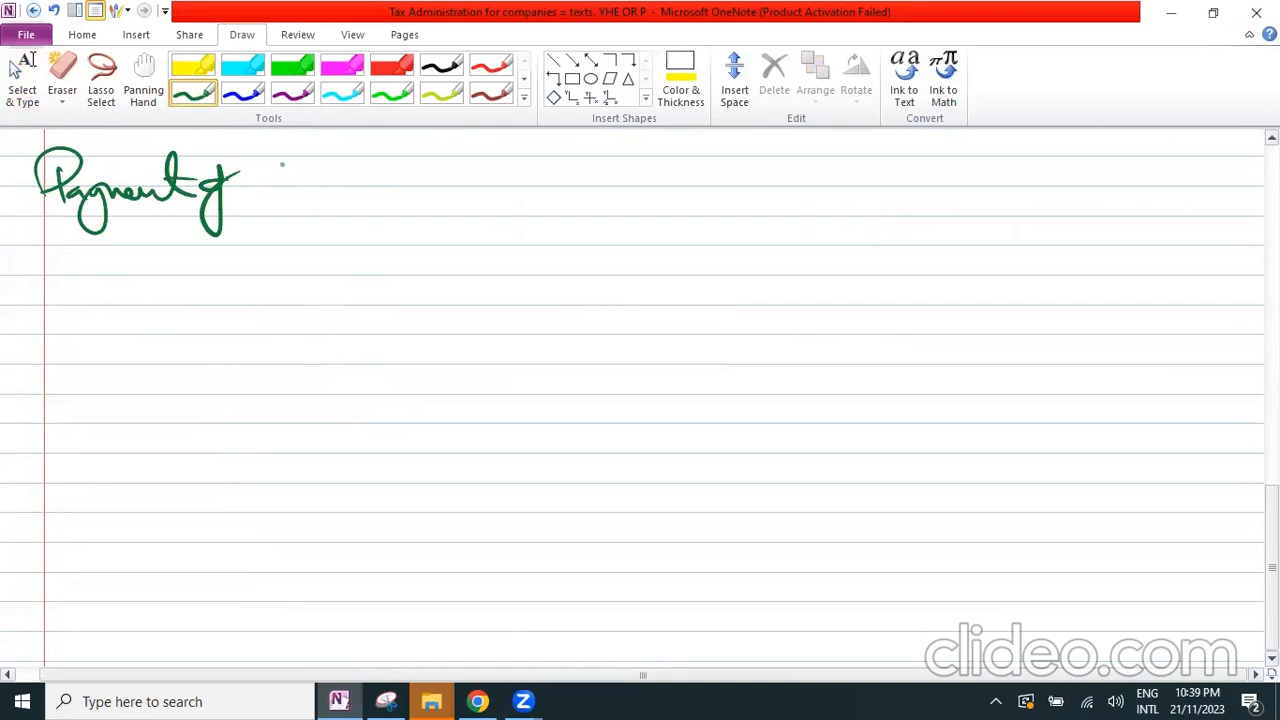 Tax Administration for companies = texts. YHE OR P - Microsoft OneNote (Product Activation Failed)
File Home Insert Share Draw Review View Pages
Select & Type
Eraser
Lasso Select
Panning Hand
Color & Thickness
Insert Space
Delete
Arrange
Rotate
Ink to Text
Ink to Math
Tools
Insert Shapes
Edit
Convert
Payment of
clideo.com
Type here to search
ENG
INTL
10:39 PM
21/11/2023
2